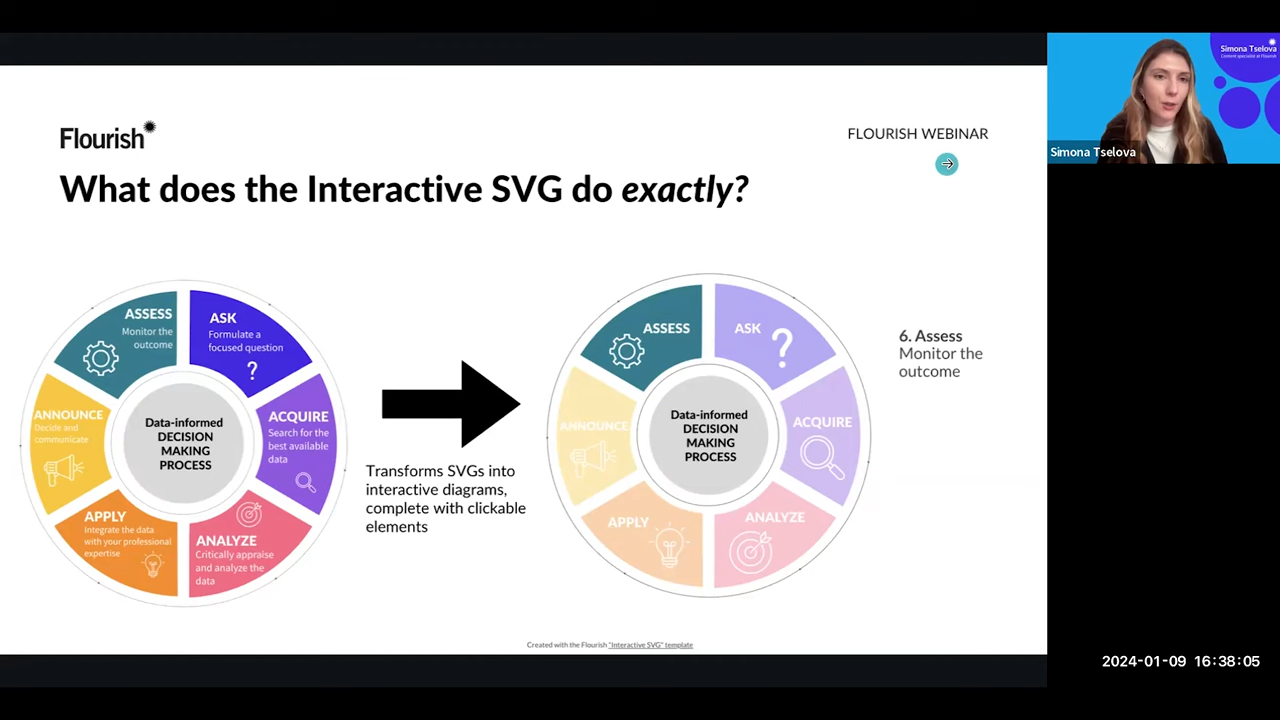 Flourish
FLOURISH WEBINAR
What does the Interactive SVG do exactly?
ASSESS
Monitor the
outcome
ASK
Formulate a
focused question
?
ACQUIRE
Search for the
best available
data
ANALYZE
Critically appraise
and analyze the
data
APPLY
Integrate the data
with your professional
expertise
ANNOUNCE
Decide and
communicate
Data-informed
DECISION
MAKING
PROCESS
Transforms SVGs into
interactive diagrams,
complete with clickable
elements
ASSESS
ASK
?
ACQUIRE
ANALYZE
APPLY
ANNOUNCE
Data-informed
DECISION
MAKING
PROCESS
6. Assess
Monitor the
outcome
Created with the Flourish "Interactive SVG" template
Simona Tselova
Content specialist at Flourish
Simona Tselova
2024-01-09 16:38:05